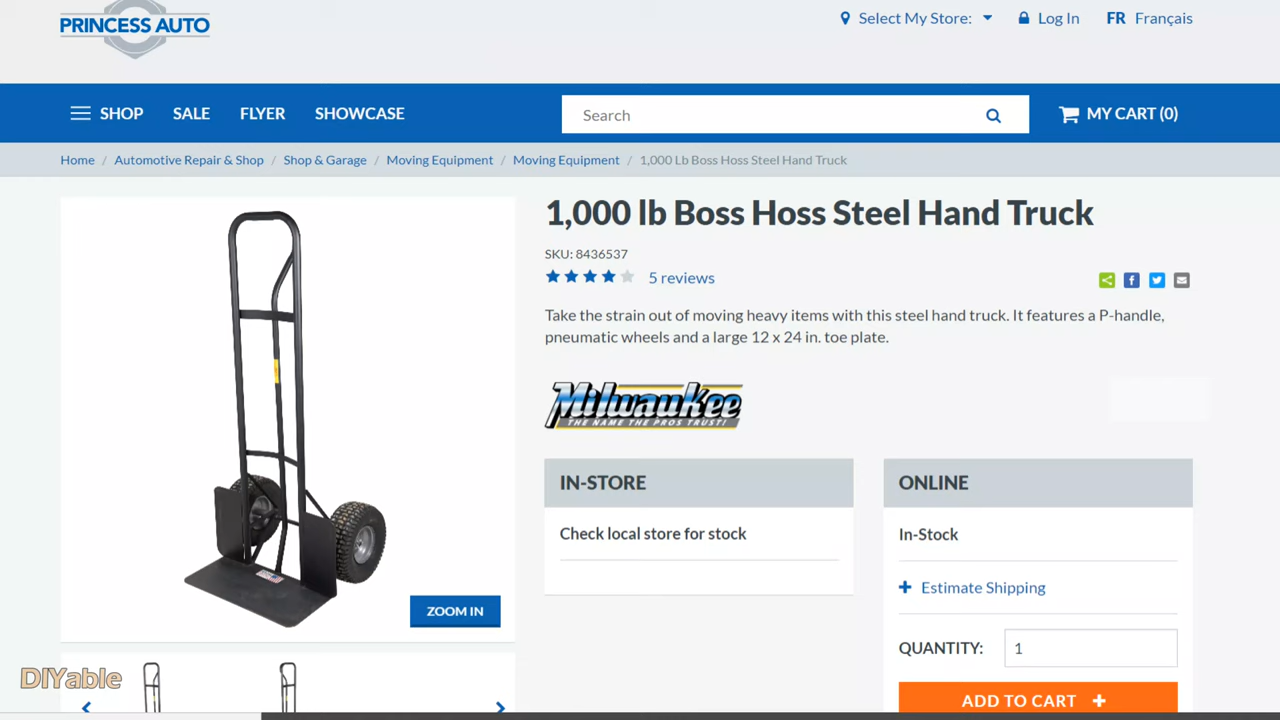 PRINCESS AUTO
Select My Store:
Log In
FR Français
SHOP
SALE
FLYER
SHOWCASE
Search
MY CART (0)
Home / Automotive Repair & Shop / Shop & Garage / Moving Equipment / Moving Equipment / 1,000 Lb Boss Hoss Steel Hand Truck
1,000 lb Boss Hoss Steel Hand Truck
SKU: 8436537
5 reviews
Take the strain out of moving heavy items with this steel hand truck. It features a P-handle,
pneumatic wheels and a large 12 x 24 in. toe plate.
Milwaukee
THE NAME THE PROS TRUST!
IN-STORE
Check local store for stock
ONLINE
In-Stock
Estimate Shipping
QUANTITY: 1
ADD TO CART
ZOOM IN
DIYable